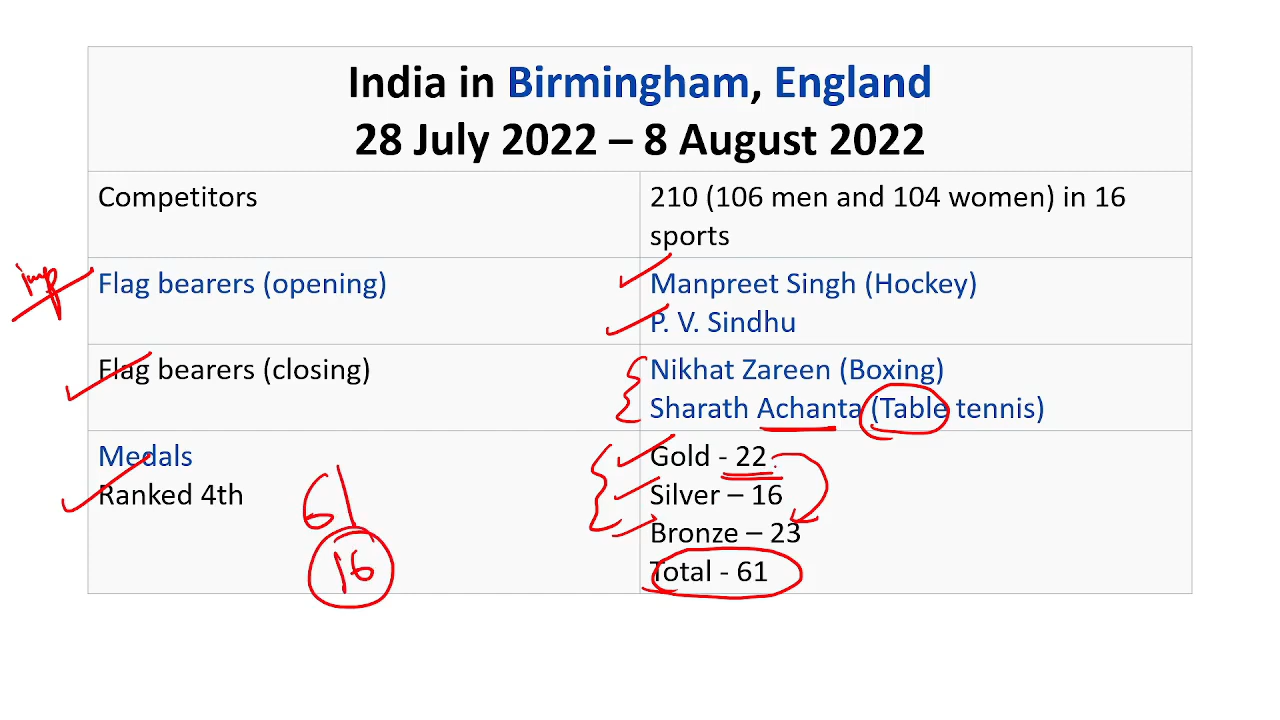 India in Birmingham, England
28 July 2022 – 8 August 2022
Competitors
210 (106 men and 104 women) in 16
sports
imp
Flag bearers (opening)
Manpreet Singh (Hockey)
P. V. Sindhu
Flag bearers (closing)
Nikhat Zareen (Boxing)
Sharath Achanta (Table tennis)
Medals
Ranked 4th
61
16
Gold - 22
Silver – 16
Bronze – 23
Total - 61